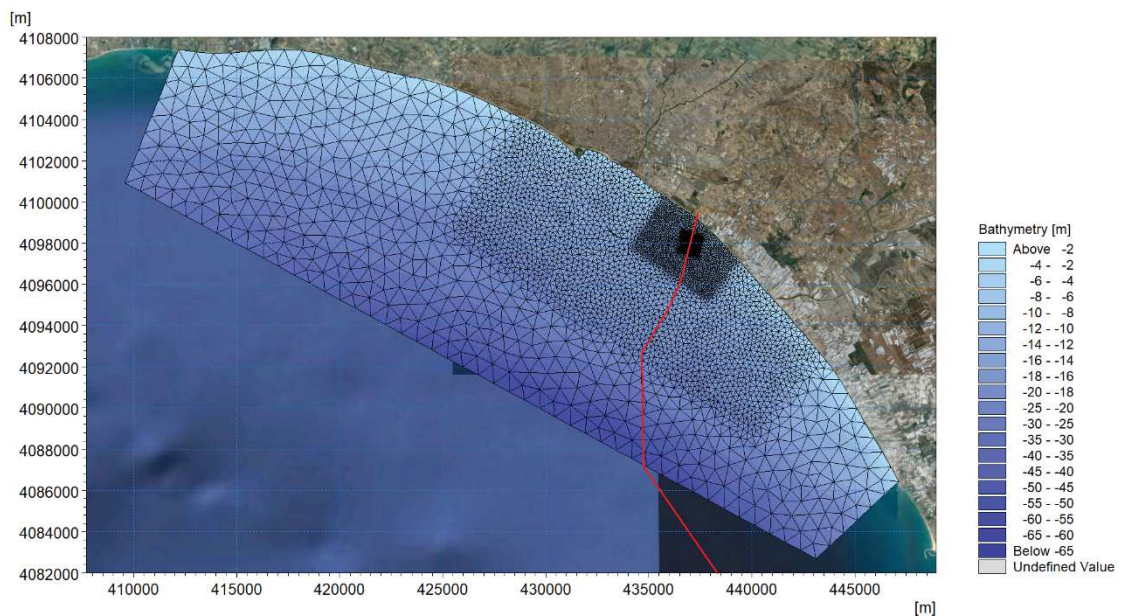 [m]
4108000
4106000
4104000
4102000
4100000
4098000
4096000
4094000
4092000
4090000
4088000
4086000
4084000
4082000
410000 415000 420000 425000 430000 435000 440000 445000
[m]
Bathymetry [m]
Above -2
-4 - -2
-6 - -4
-8 - -6
-10 - -8
-12 - -10
-14 - -12
-16 - -14
-18 - -16
-20 - -18
-25 - -20
-30 - -25
-35 - -30
-40 - -35
-45 - -40
-50 - -45
-55 - -50
-60 - -55
-65 - -60
Below -65
Undefined Value